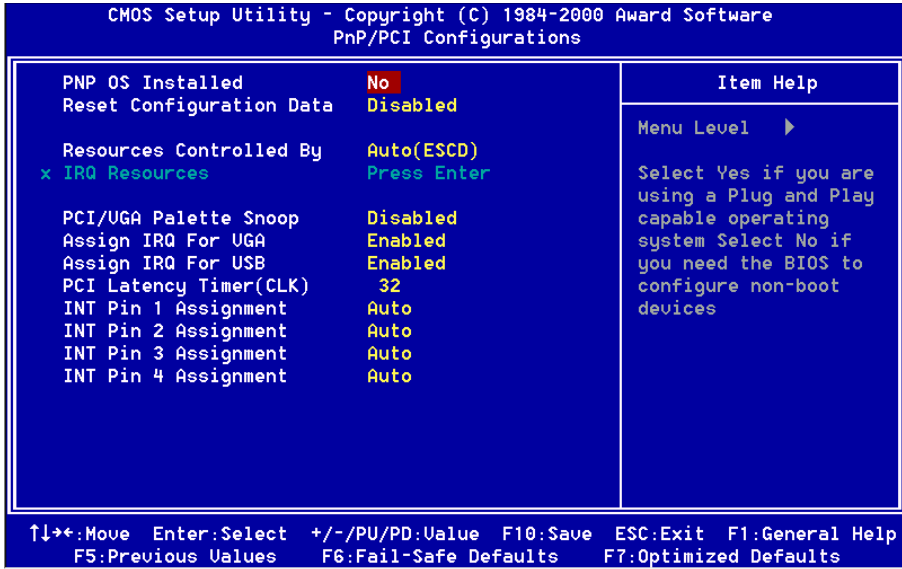 CMOS Setup Utility - Copyright (C) 1984-2000 Award Software
PnP/PCI Configurations
PNP OS Installed No
Reset Configuration Data Disabled
Resources Controlled By Auto(ESCD)
x IRQ Resources Press Enter
PCI/VGA Palette Snoop Disabled
Assign IRQ For VGA Enabled
Assign IRQ For USB Enabled
PCI Latency Timer(CLK) 32
INT Pin 1 Assignment Auto
INT Pin 2 Assignment Auto
INT Pin 3 Assignment Auto
INT Pin 4 Assignment Auto
Item Help
Menu Level ▶
Select Yes if you are
using a Plug and Play
capable operating
system Select No if
you need the BIOS to
configure non-boot
devices
↑↓→←:Move Enter:Select +/-/PU/PD:Value F10:Save ESC:Exit F1:General Help
F5:Previous Values F6:Fail-Safe Defaults F7:Optimized Defaults